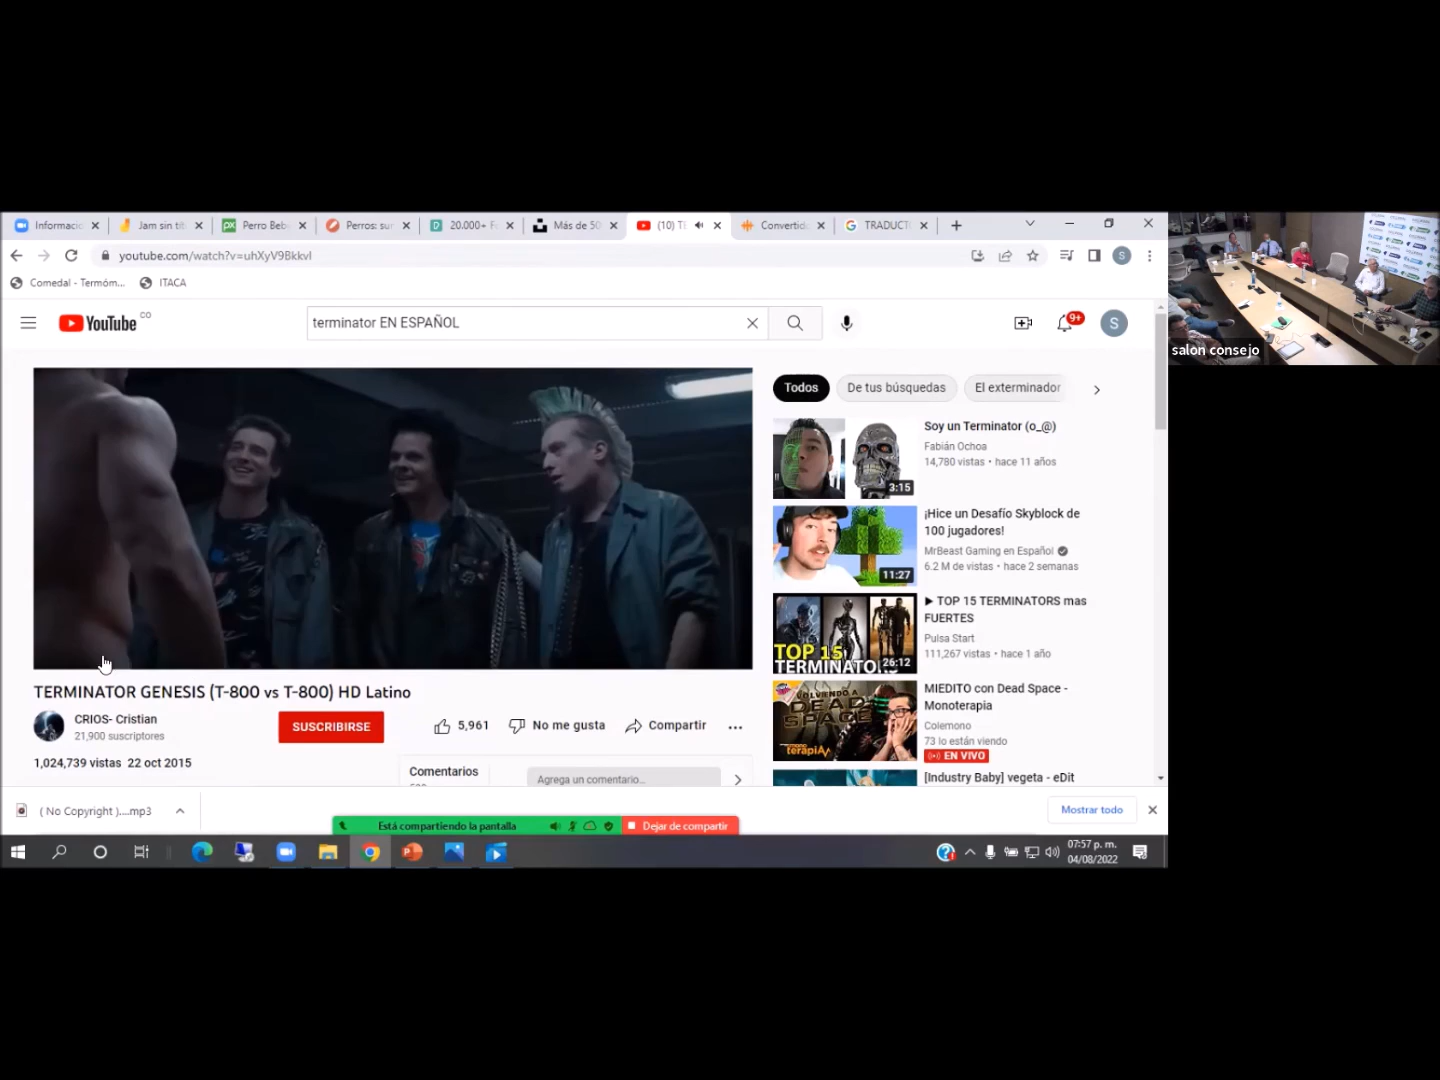 Informaci
Jam sin tít
Perro Beb
Perros: sur
20.000+ F
Más de 50
(10) T
Convertid
TRADUCT
youtube.com/watch?v=uhXyV9Bkkvl
Comedal - Termóm...
ITACA
YouTube CO
terminator EN ESPAÑOL
9+
S
salon consejo
Todos
De tus búsquedas
El exterminador
Soy un Terminator (o_@)
Fabián Ochoa
14,780 vistas • hace 11 años
3:15
¡Hice un Desafío Skyblock de
100 jugadores!
MrBeast Gaming en Español
6.2 M de vistas • hace 2 semanas
11:27
▶ TOP 15 TERMINATORS mas
FUERTES
Pulsa Start
111,267 vistas • hace 1 año
TOP 15
TERMINATO
26:12
MIEDITO con Dead Space -
Monoterapia
Colemono
73 lo están viendo
EN VIVO
VOLVIENDO A
DEAD
SPACE
terapia
[Industry Baby] vegeta - eDit
TERMINATOR GENESIS (T-800 vs T-800) HD Latino
CRIOS- Cristian
21,900 suscriptores
SUSCRIBIRSE
5,961
No me gusta
Compartir
1,024,739 vistas 22 oct 2015
Comentarios
Agrega un comentario...
( No Copyright )....mp3
Mostrar todo
Está compartiendo la pantalla
Dejar de compartir
07:57 p. m.
04/08/2022